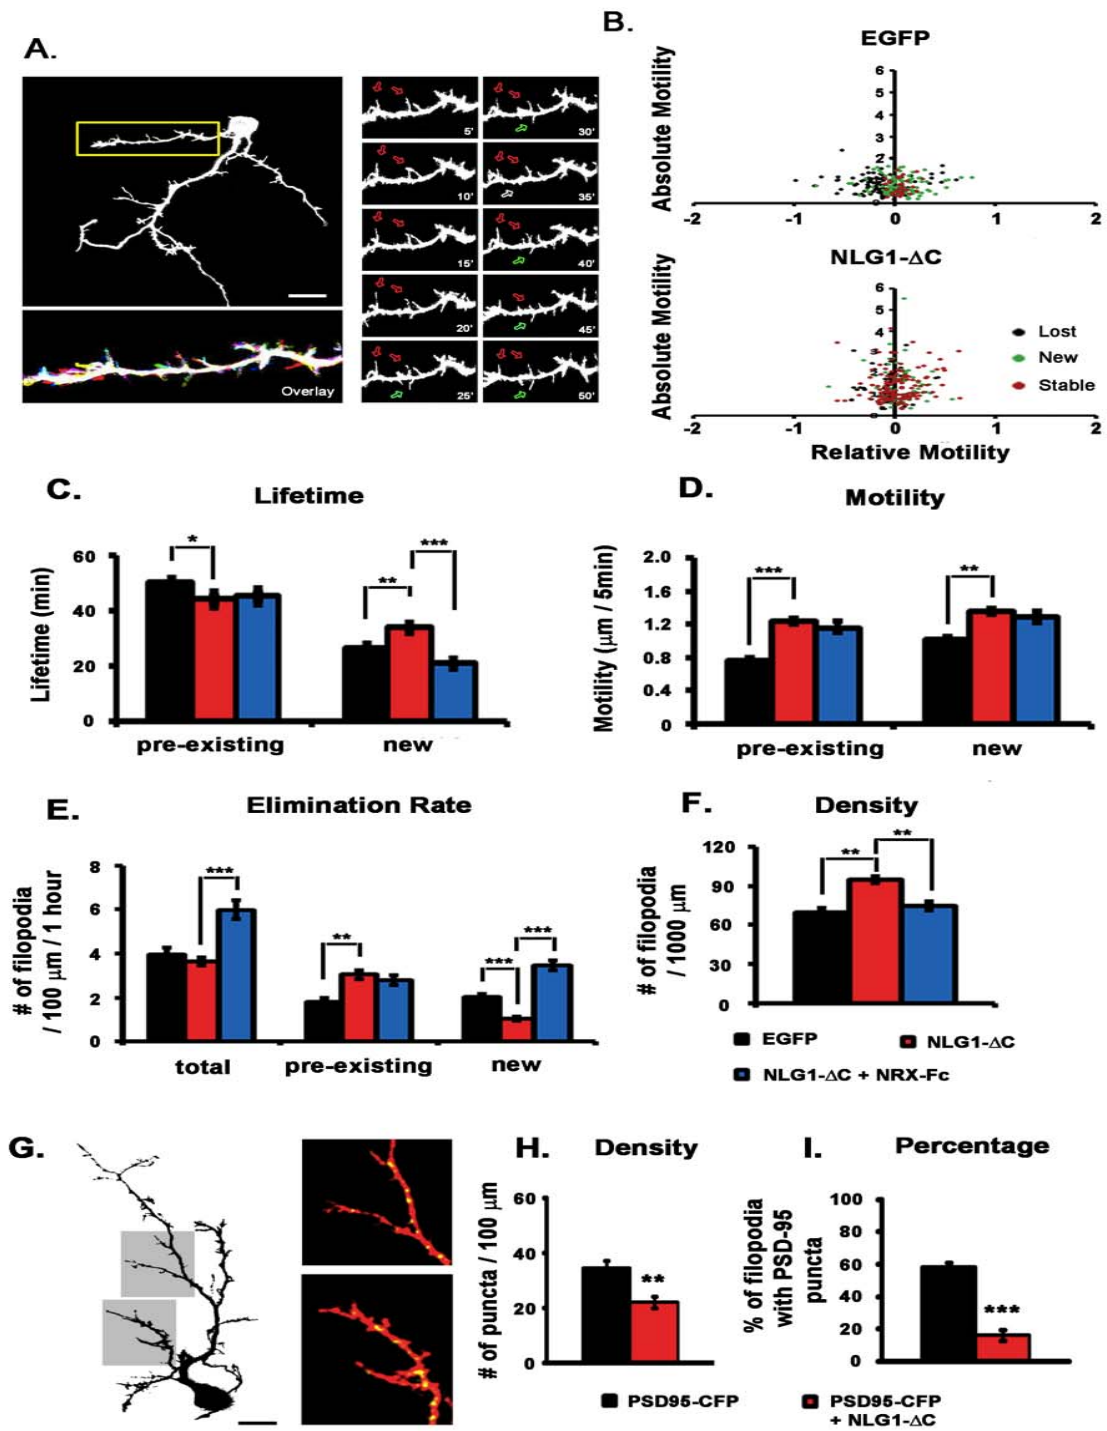 A.
5'
30'
10'
35'
15'
40'
20'
45'
25'
50'
Overlay
B.
EGFP
Absolute Motility
6
5
4
3
2
0
-2
-1
0
1
2
NLG1-ΔC
Absolute Motility
6
5
4
3
2
0
-2
-1
0
1
2
Lost
New
Stable
Relative Motility
C.
Lifetime
Lifetime (min)
60
40
20
0
*
**
***
pre-existing
new
D.
Motility
Motility (μm / 5min)
2.0
1.6
1.2
0.8
0.4
0
***
**
pre-existing
new
E.
Elimination Rate
# of filopodia
/ 100 μm / 1 hour
8
6
4
2
0
***
**
***
***
total
pre-existing
new
F.
Density
# of filopodia
/ 1000 μm
120
90
60
30
0
**
**
EGFP
NLG1-ΔC
NLG1-ΔC + NRX-Fc
G.
H.
Density
# of puncta / 100 μm
60
40
20
0
**
I.
Percentage
% of filopodia
with PSD-95
puncta
100
80
60
40
20
0
***
PSD95-CFP
PSD95-CFP
+ NLG1-ΔC